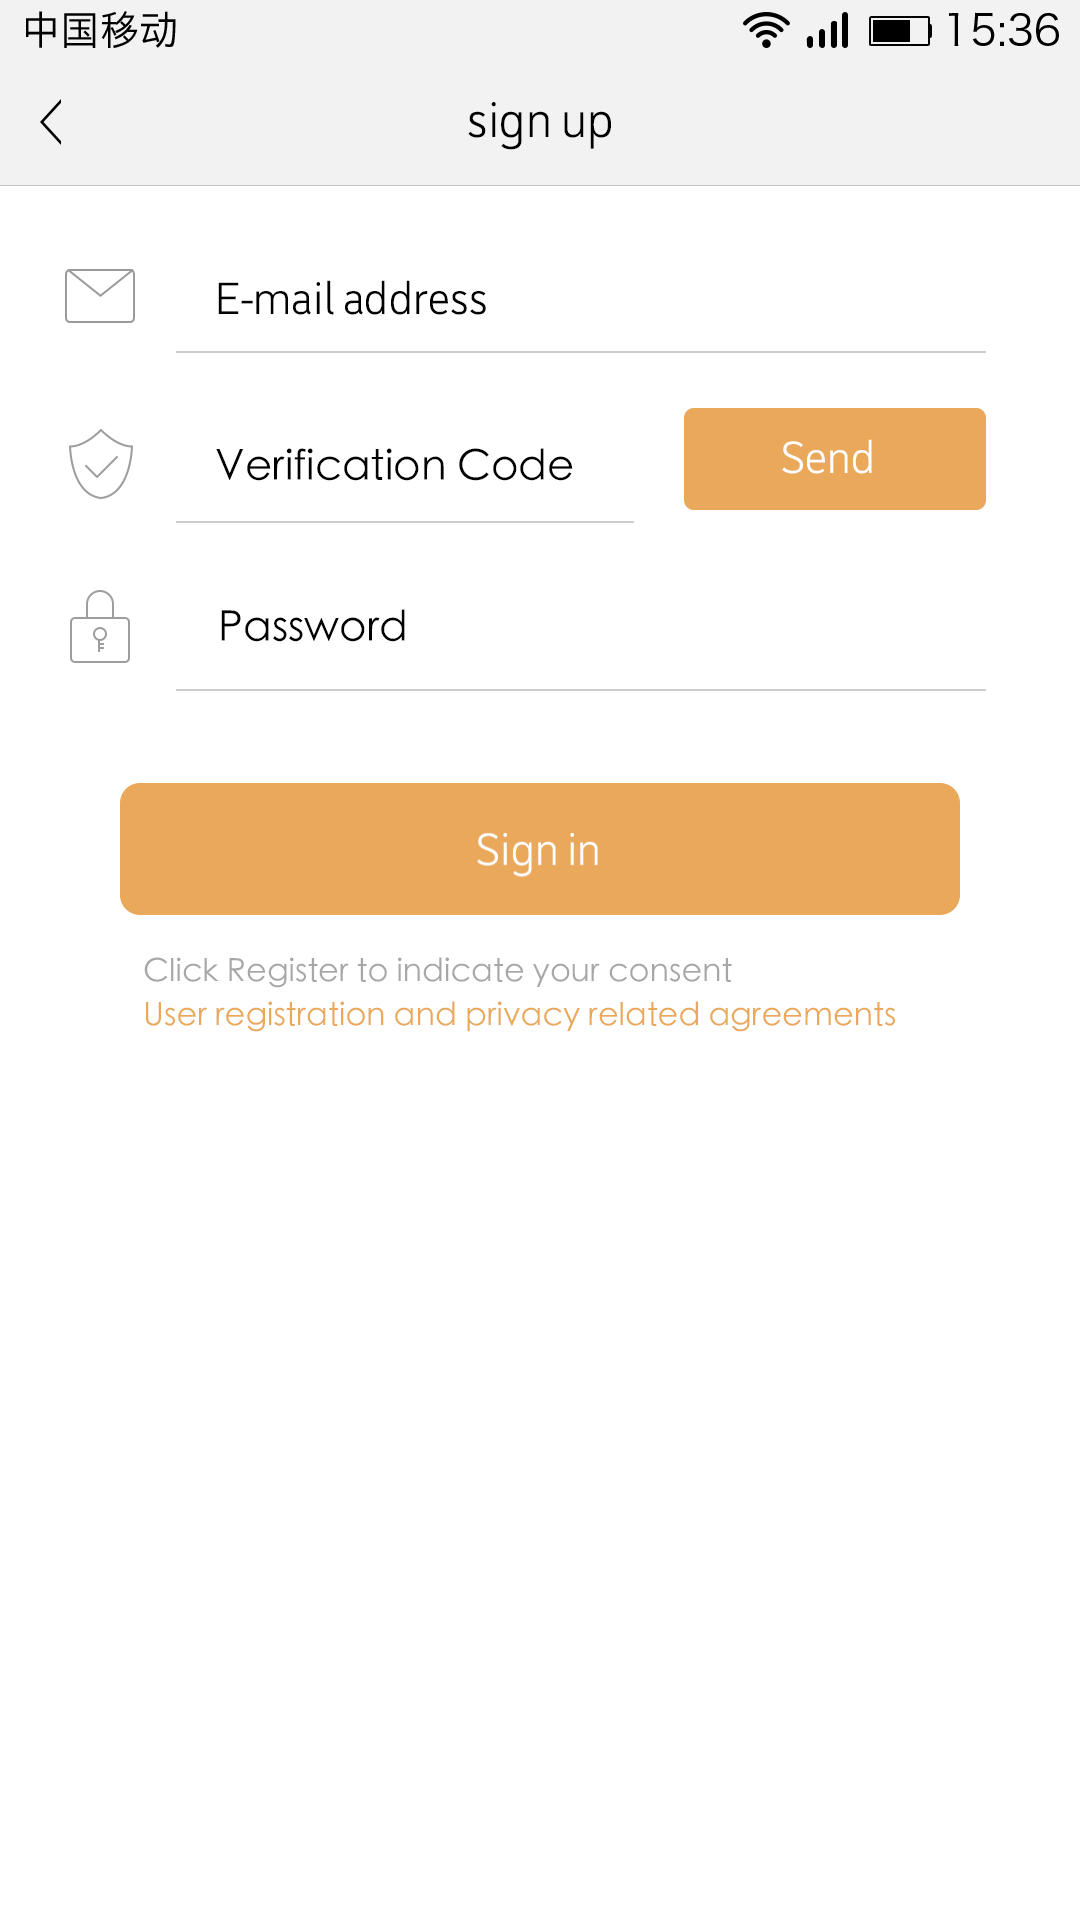 中国移动 15:36
sign up
E-mail address
Verification Code Send
Password
Sign in
Click Register to indicate your consent
User registration and privacy related agreements